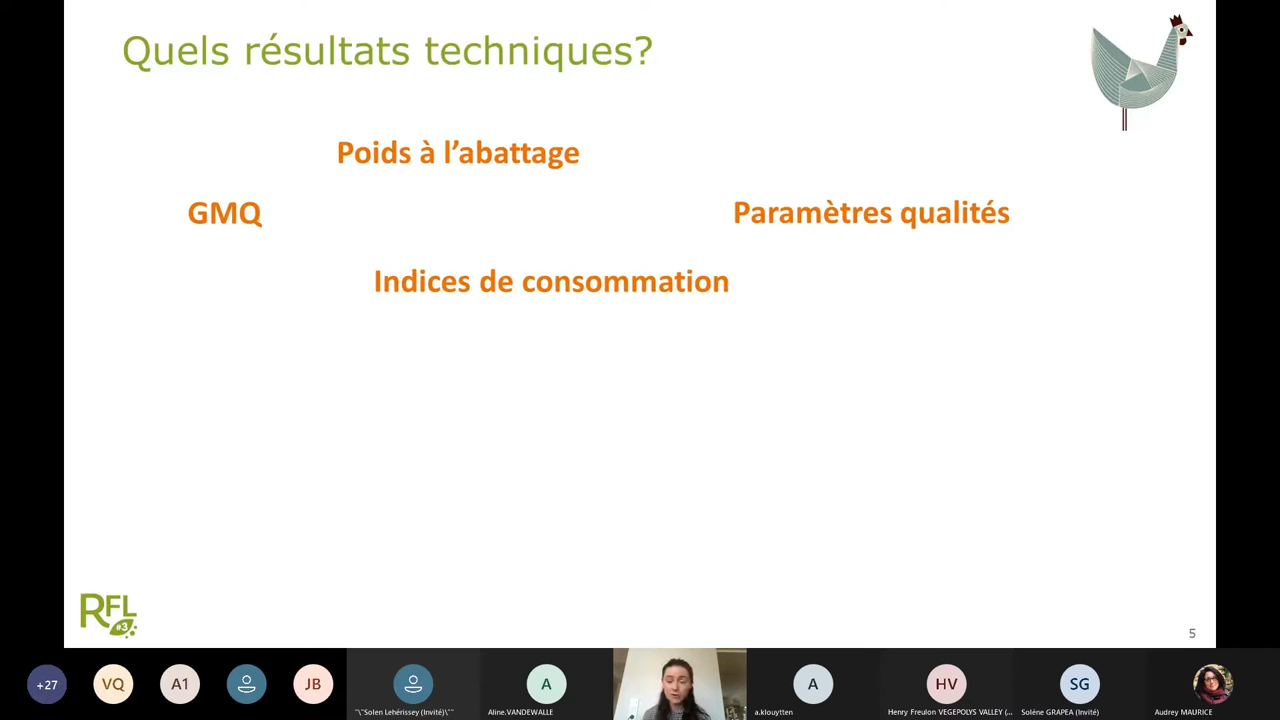 Quels résultats techniques?
Poids à l’abattage
GMQ
Paramètres qualités
Indices de consommation
RFL
#3
5
+27
VQ
A1
JB
"\"Solen Lehérissey (Invité)\""
A
Aline.VANDEWALLE
A
a.klouytten
HV
Henry Freulon VEGEPOLYS VALLEY (...
SG
Solène GRAPEA (Invité)
Audrey MAURICE